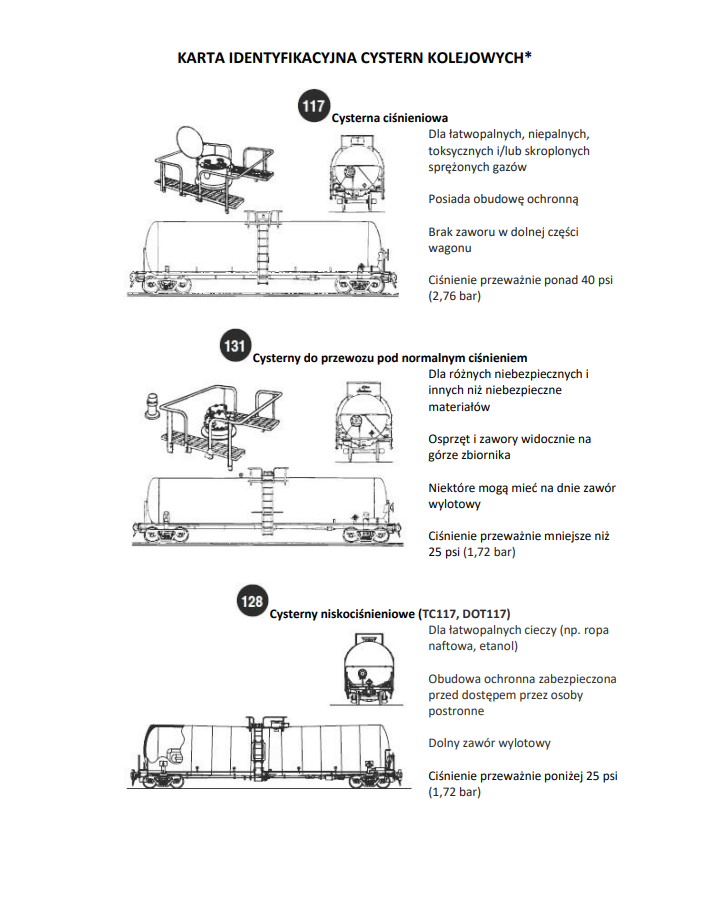 KARTA IDENTYFIKACYJNA CYSTERN KOLEJOWYCH*
117
Cysterna ciśnieniowa
Dla łatwopalnych, niepalnych,
toksycznych i/lub skroplonych
sprężonych gazów
Posiada obudowę ochronną
Brak zaworu w dolnej części
wagonu
Ciśnienie przeważnie ponad 40 psi
(2,76 bar)
131
Cysterny do przewozu pod normalnym ciśnieniem
Dla różnych niebezpiecznych i
innych niż niebezpieczne
materiałów
Osprzęt i zawory widocznie na
górze zbiornika
Niektóre mogą mieć na dnie zawór
wylotowy
Ciśnienie przeważnie mniejsze niż
25 psi (1,72 bar)
128
Cysterny niskociśnieniowe (TC117, DOT117)
Dla łatwopalnych cieczy (np. ropa
naftowa, etanol)
Obudowa ochronna zabezpieczona
przed dostępem przez osoby
postronne
Dolny zawór wylotowy
Ciśnienie przeważnie poniżej 25 psi
(1,72 bar)